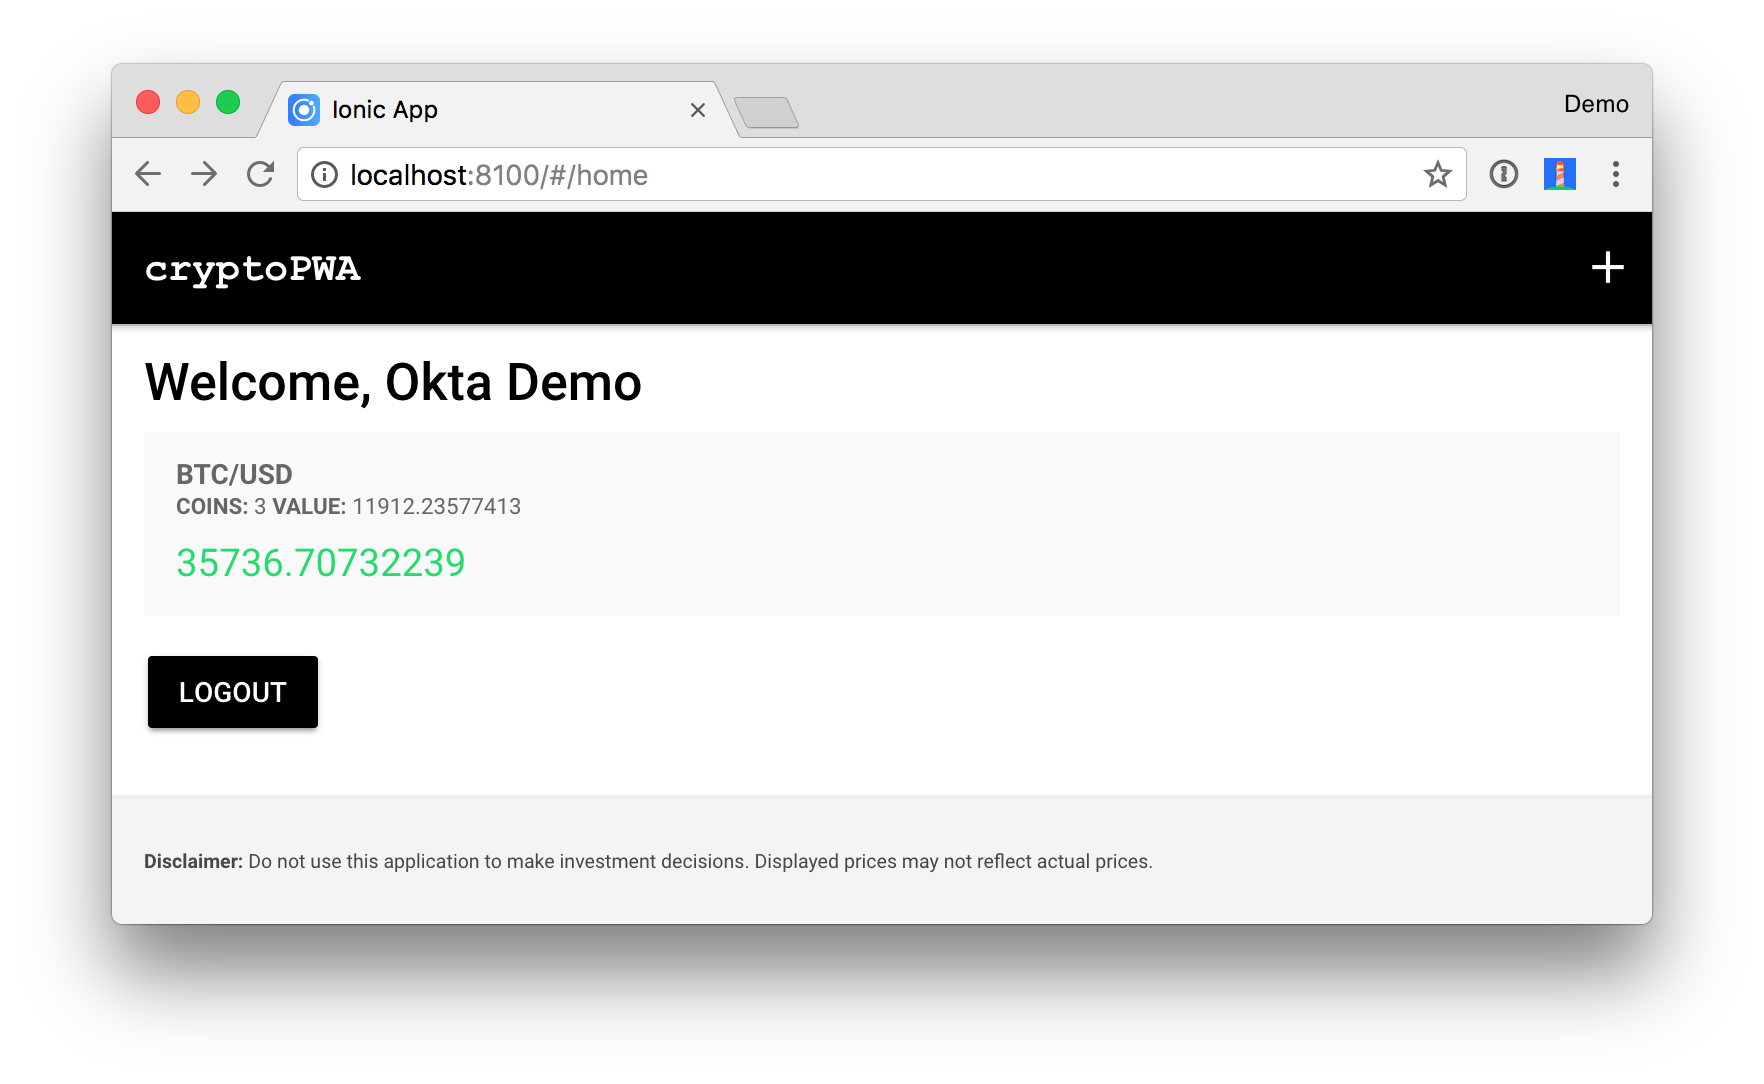 Ionic App
Demo
localhost:8100/#/home
cryptoPWA
Welcome, Okta Demo
BTC/USD
COINS: 3 VALUE: 11912.23577413
35736.70732239
LOGOUT
Disclaimer: Do not use this application to make investment decisions. Displayed prices may not reflect actual prices.